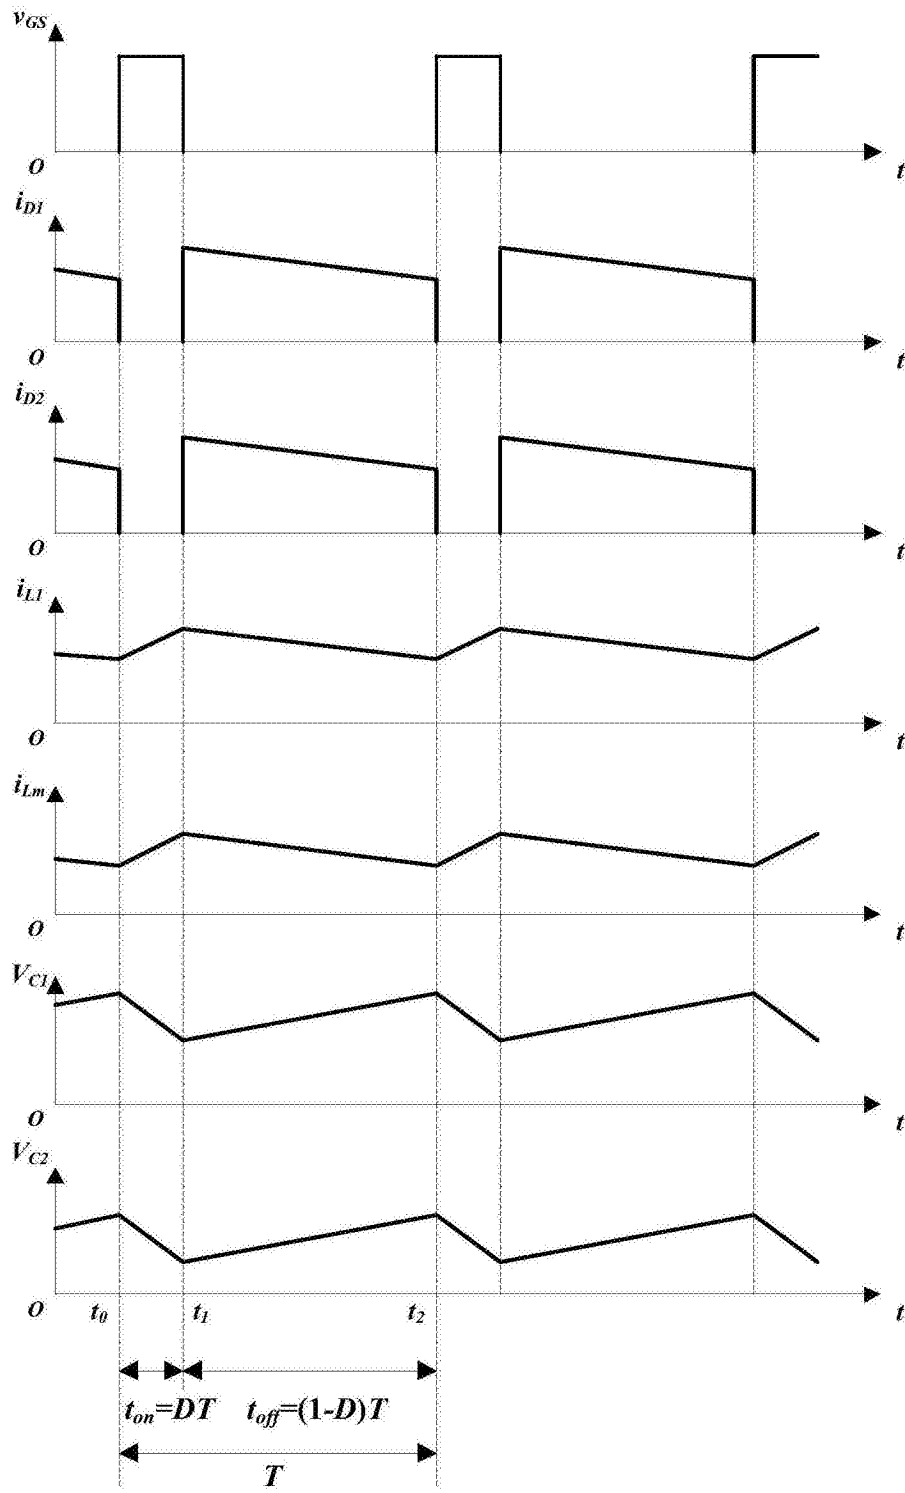 vGS
O
t
iD1
O
t
iD2
O
t
iL1
O
t
iLm
O
t
VC1
O
t
VC2
O t0 t1 t2 t
ton=DT toff=(1-D)T
T